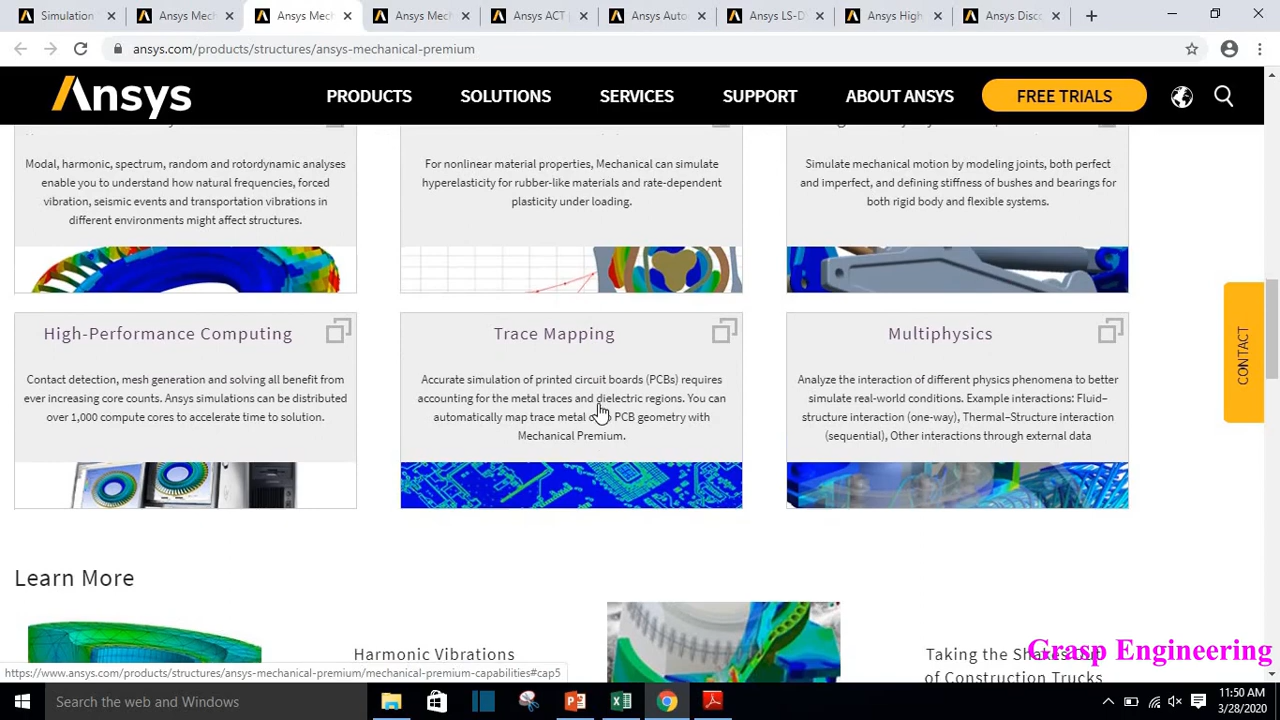 Simulation
Ansys Mech
Ansys Mec
Ansys Mec
Ansys ACT |
Ansys Auto
Ansys LS-D
Ansys High
Ansys Disco
ansys.com/products/structures/ansys-mechanical-premium
Ansys
PRODUCTS
SOLUTIONS
SERVICES
SUPPORT
ABOUT ANSYS
FREE TRIALS
Modal, harmonic, spectrum, random and rotordynamic analyses
enable you to understand how natural frequencies, forced
vibration, seismic events and transportation vibrations in
different environments might affect structures.
For nonlinear material properties, Mechanical can simulate
hyperelasticity for rubber-like materials and rate-dependent
plasticity under loading.
Simulate mechanical motion by modeling joints, both perfect
and imperfect, and defining stiffness of bushes and bearings for
both rigid body and flexible systems.
High-Performance Computing
Contact detection, mesh generation and solving all benefit from
ever increasing core counts. Ansys simulations can be distributed
over 1,000 compute cores to accelerate time to solution.
Trace Mapping
Accurate simulation of printed circuit boards (PCBs) requires
accounting for the metal traces and dielectric regions. You can
automatically map trace metal PCB geometry with
Mechanical Premium.
Multiphysics
Analyze the interaction of different physics phenomena to better
simulate real-world conditions. Example interactions: Fluid–
structure interaction (one-way), Thermal–Structure interaction
(sequential), Other interactions through external data
CONTACT
Learn More
Harmonic Vibrations
Taking the Shakes Out
of Construction Trucks
Grasp Engineering
https://www.ansys.com/products/structures/ansys-mechanical-premium/mechanical-premium-capabilities#cap5
Search the web and Windows
11:50 AM
3/28/2020